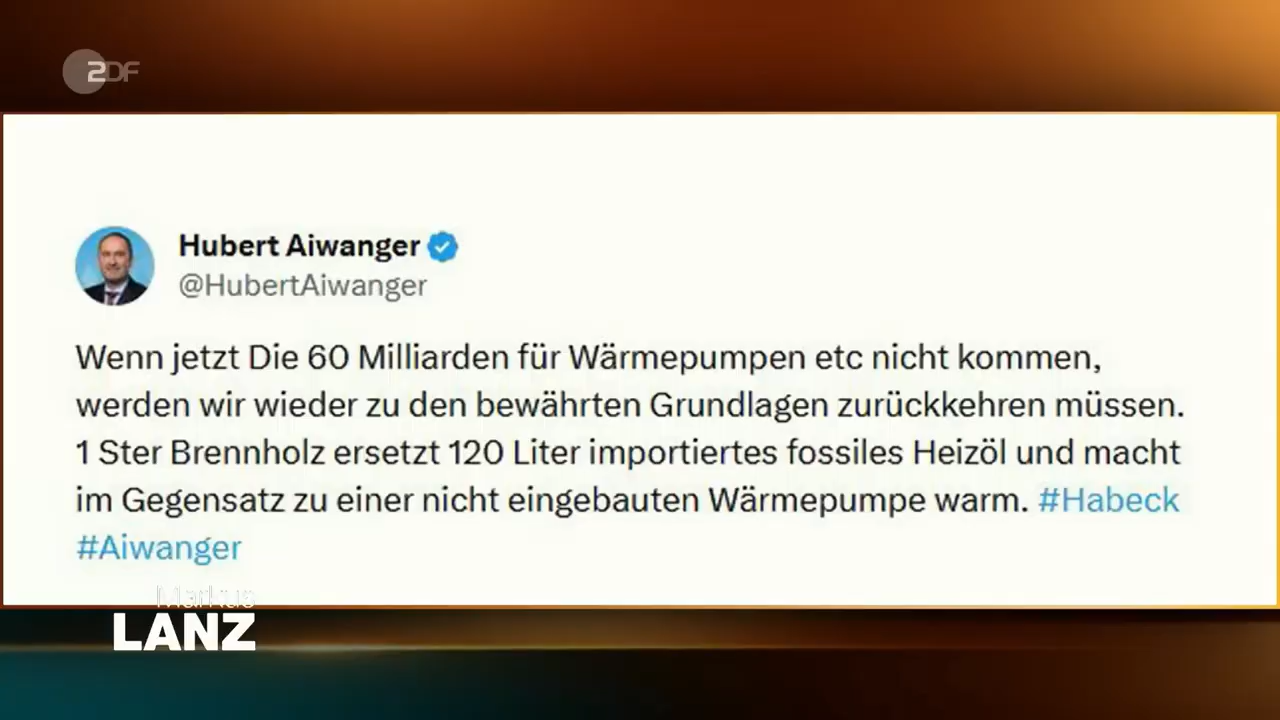 ZDF
Hubert Aiwanger
@HubertAiwanger
Wenn jetzt Die 60 Milliarden für Wärmepumpen etc nicht kommen,
werden wir wieder zu den bewährten Grundlagen zurückkehren müssen.
1 Ster Brennholz ersetzt 120 Liter importiertes fossiles Heizöl und macht
im Gegensatz zu einer nicht eingebauten Wärmepumpe warm. #Habeck
#Aiwanger
Markus
LANZ